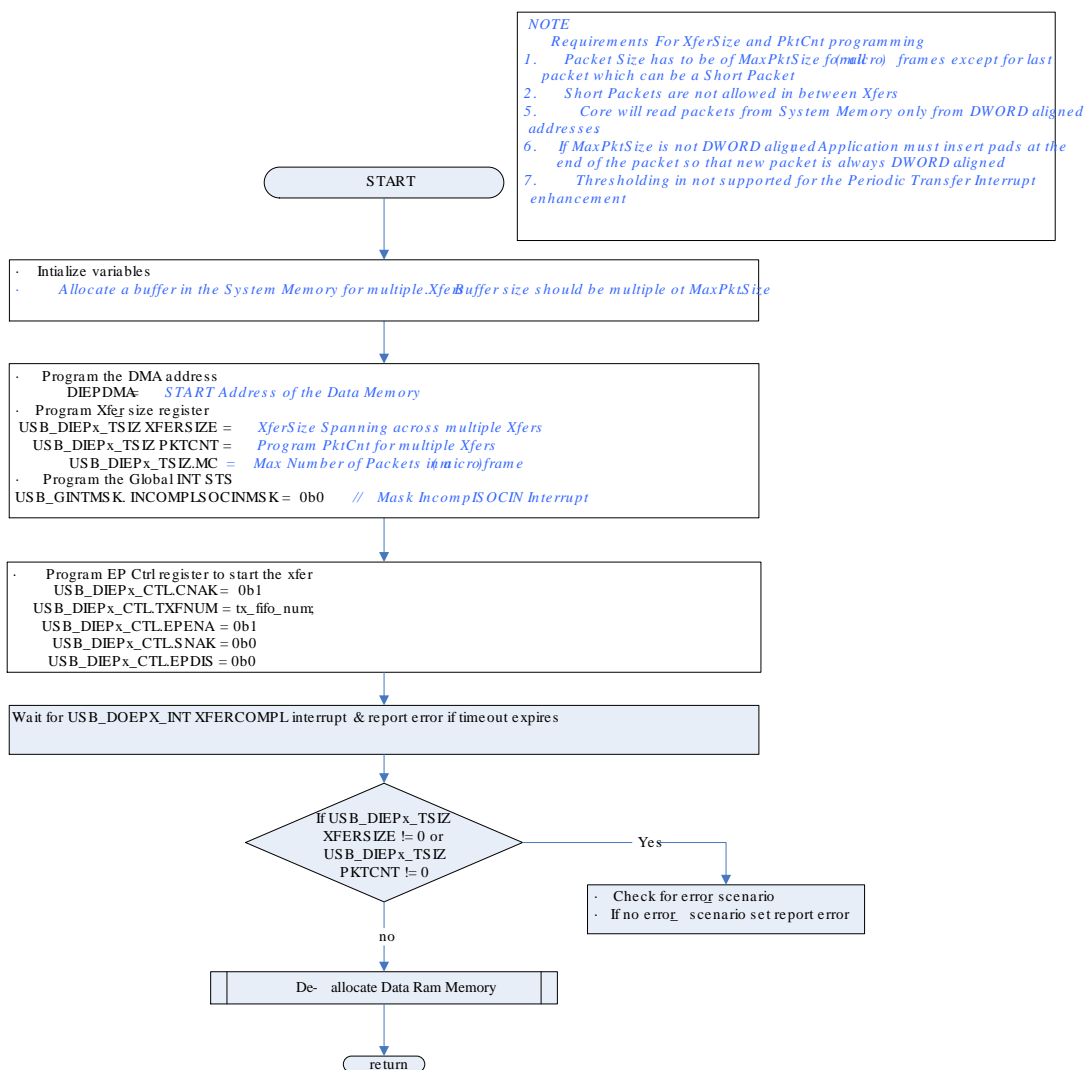 NOTE
Requirements For XferSize and PktCnt programming
1. Packet Size has to be of MaxPktSize for all (micro) frames except for last
packet which can be a Short Packet
2. Short Packets are not allowed in between Xfers
5. Core will read packets from System Memory only from DWORD aligned
addresses
6. If MaxPktSize is not DWORD aligned Application must insert pads at the
end of the packet so that new packet is always DWORD aligned
7. Thresholding in not supported for the Periodic Transfer Interrupt
enhancement
START
· Intialize variables
· Allocate a buffer in the System Memory for multiple Xfers. Buffer size should be multiple ot MaxPktSize
· Program the DMA address
DIEPDMA= START Address of the Data Memory
· Program Xfer size register
USB_DIEPx_TSIZ XFERSIZE = XferSize Spanning across multiple Xfers
USB_DIEPx_TSIZ PKTCNT = Program PktCnt for multiple Xfers
USB_DIEPx_TSIZ.MC = Max Number of Packets in a (micro)frame
· Program the Global INT STS
USB_GINTMSK. INCOMPLSOCINMSK = 0b0 // Mask IncompISOCIN Interrupt
· Program EP Ctrl register to start the xfer
USB_DIEPx_CTL.CNAK = 0b1
USB_DIEPx_CTL.TXFNUM = tx_fifo_num;
USB_DIEPx_CTL.EPENA = 0b1
USB_DIEPx_CTL.SNAK = 0b0
USB_DIEPx_CTL.EPDIS = 0b0
Wait for USB_DOEPX_INT XFERCOMPL interrupt & report error if timeout expires
If USB_DIEPx_TSIZ
XFERSIZE != 0 or
USB_DIEPx_TSIZ
PKTCNT != 0
Yes
· Check for error scenario
· If no error scenario set report error
no
De- allocate Data Ram Memory
return